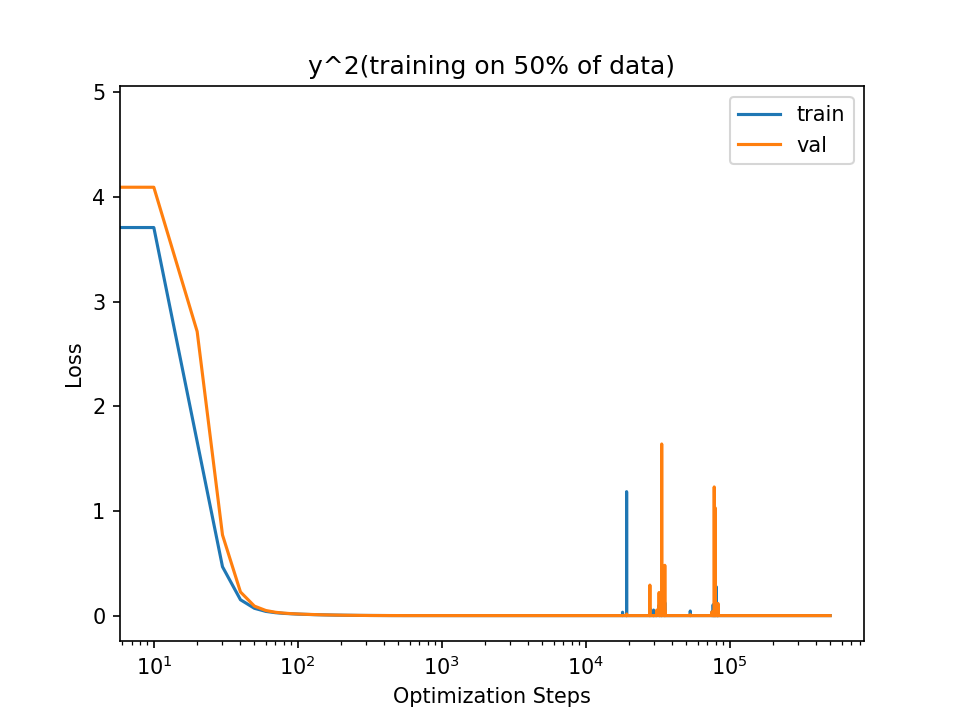 y^2(training on 50% of data)
train
val
Loss
5
4
3
2
1
0
10^1 10^2 10^3 10^4 10^5
Optimization Steps